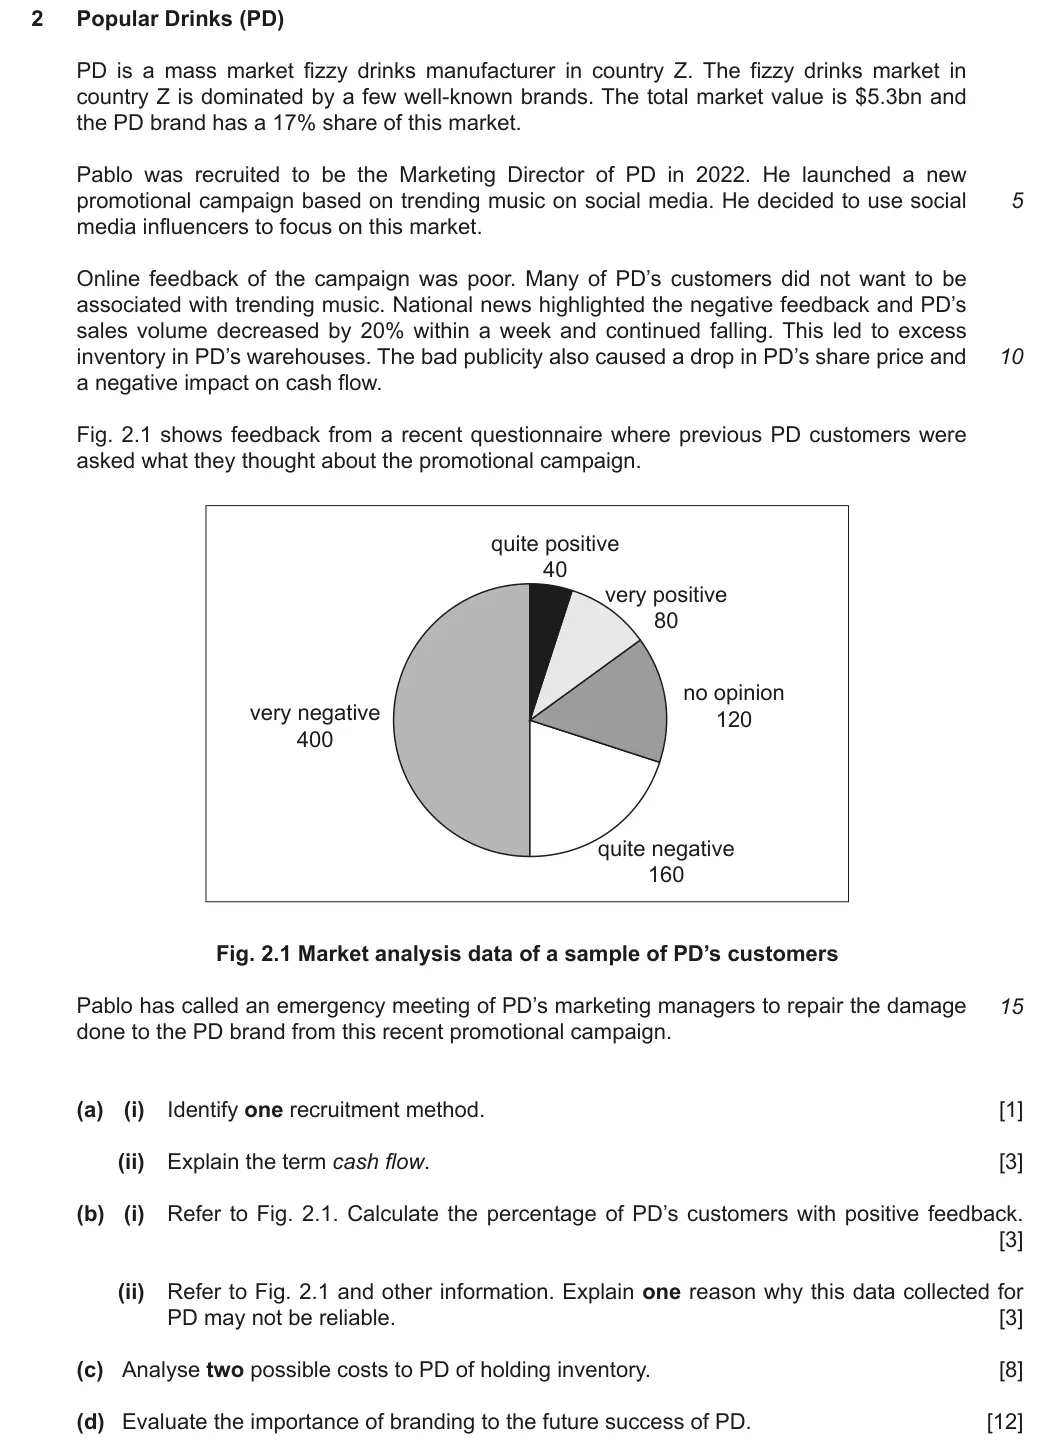 2 Popular Drinks (PD)
PD is a mass market fizzy drinks manufacturer in country Z. The fizzy drinks market in
country Z is dominated by a few well-known brands. The total market value is $5.3bn and
the PD brand has a 17% share of this market.
Pablo was recruited to be the Marketing Director of PD in 2022. He launched a new
promotional campaign based on trending music on social media. He decided to use social 5
media influencers to focus on this market.
Online feedback of the campaign was poor. Many of PD’s customers did not want to be
associated with trending music. National news highlighted the negative feedback and PD’s
sales volume decreased by 20% within a week and continued falling. This led to excess
inventory in PD’s warehouses. The bad publicity also caused a drop in PD’s share price and 10
a negative impact on cash flow.
Fig. 2.1 shows feedback from a recent questionnaire where previous PD customers were
asked what they thought about the promotional campaign.
quite positive
40
very positive
80
no opinion
120
very negative
400
quite negative
160
Fig. 2.1 Market analysis data of a sample of PD’s customers
Pablo has called an emergency meeting of PD’s marketing managers to repair the damage 15
done to the PD brand from this recent promotional campaign.
(a) (i) Identify one recruitment method. [1]
(ii) Explain the term cash flow. [3]
(b) (i) Refer to Fig. 2.1. Calculate the percentage of PD’s customers with positive feedback.
[3]
(ii) Refer to Fig. 2.1 and other information. Explain one reason why this data collected for
PD may not be reliable. [3]
(c) Analyse two possible costs to PD of holding inventory. [8]
(d) Evaluate the importance of branding to the future success of PD. [12]